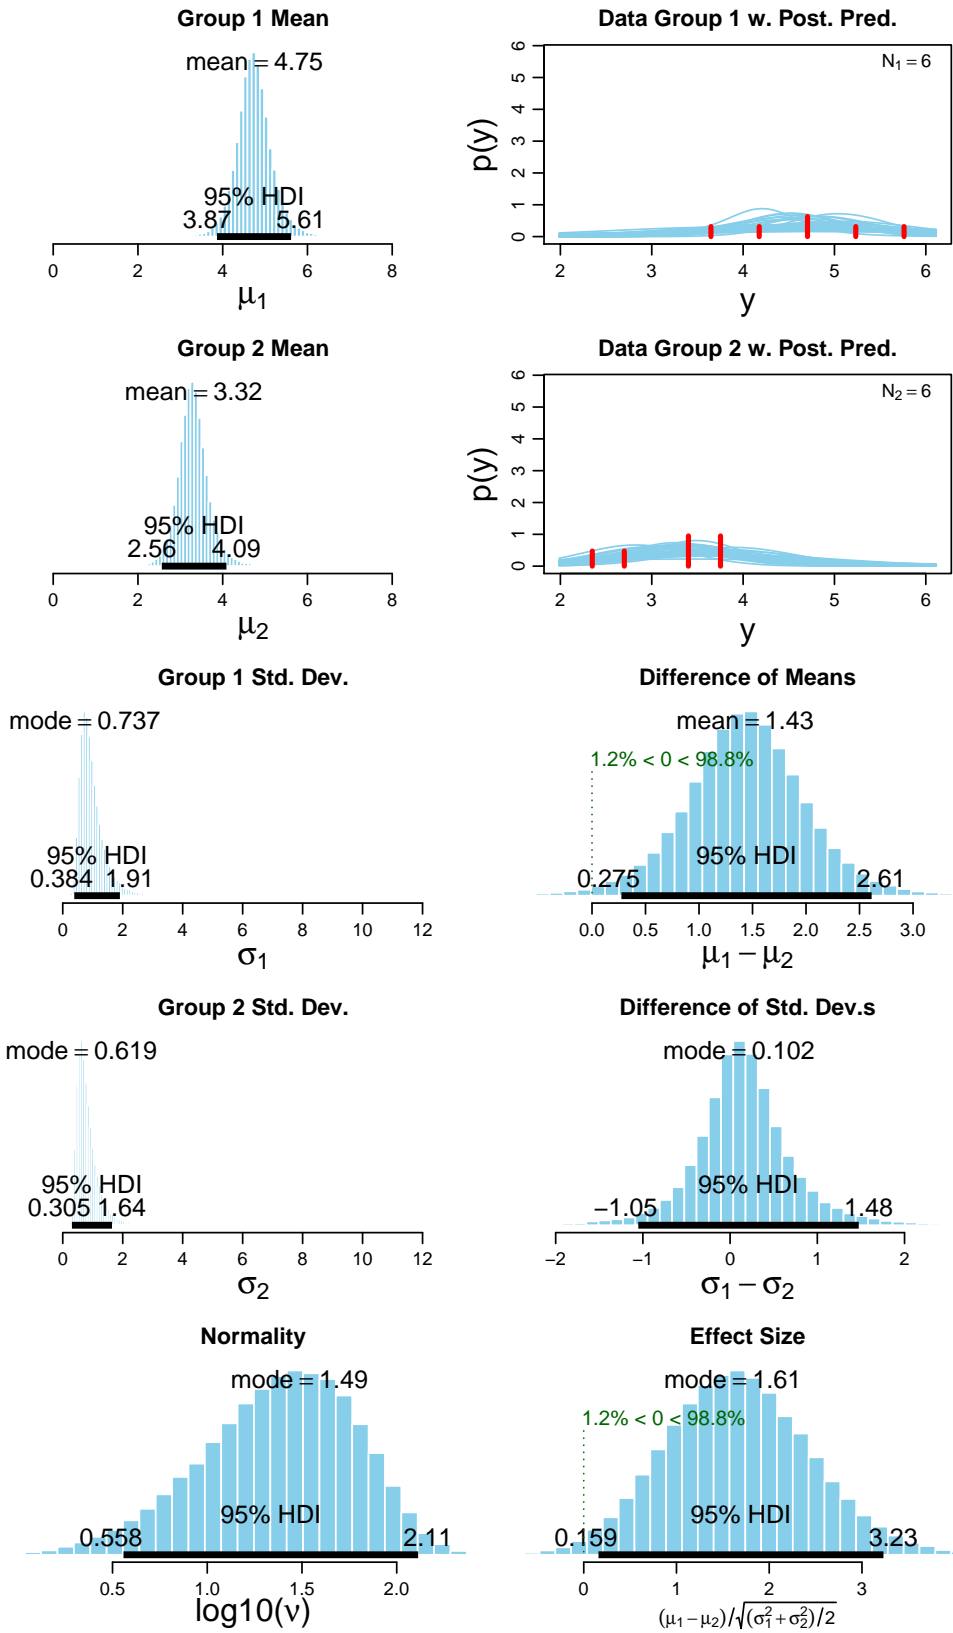 Group 1 Mean
mean = 4.75
95% HDI
3.87 5.61
0 2 4 6 8
μ1
Data Group 1 w. Post. Pred.
N1 = 6
p(y)
0 1 2 3 4 5 6
2 3 4 5 6
y
Group 2 Mean
mean = 3.32
95% HDI
2.56 4.09
0 2 4 6 8
μ2
Data Group 2 w. Post. Pred.
N2 = 6
p(y)
0 1 2 3 4 5 6
2 3 4 5 6
y
Group 1 Std. Dev.
mode = 0.737
95% HDI
0.384 1.91
0 2 4 6 8 10 12
σ1
Difference of Means
mean = 1.43
1.2% < 0 < 98.8%
95% HDI
0.275 2.61
0.0 0.5 1.0 1.5 2.0 2.5 3.0
μ1 − μ2
Group 2 Std. Dev.
mode = 0.619
95% HDI
0.305 1.64
0 2 4 6 8 10 12
σ2
Difference of Std. Dev.s
mode = 0.102
95% HDI
−1.05 1.48
−2 −1 0 1 2
σ1 − σ2
Normality
mode = 1.49
95% HDI
0.558 2.11
0.5 1.0 1.5 2.0
log10(ν)
Effect Size
mode = 1.61
1.2% < 0 < 98.8%
95% HDI
0.159 3.23
0 1 2 3
(μ1 − μ2)/√(σ1² + σ2²)/2